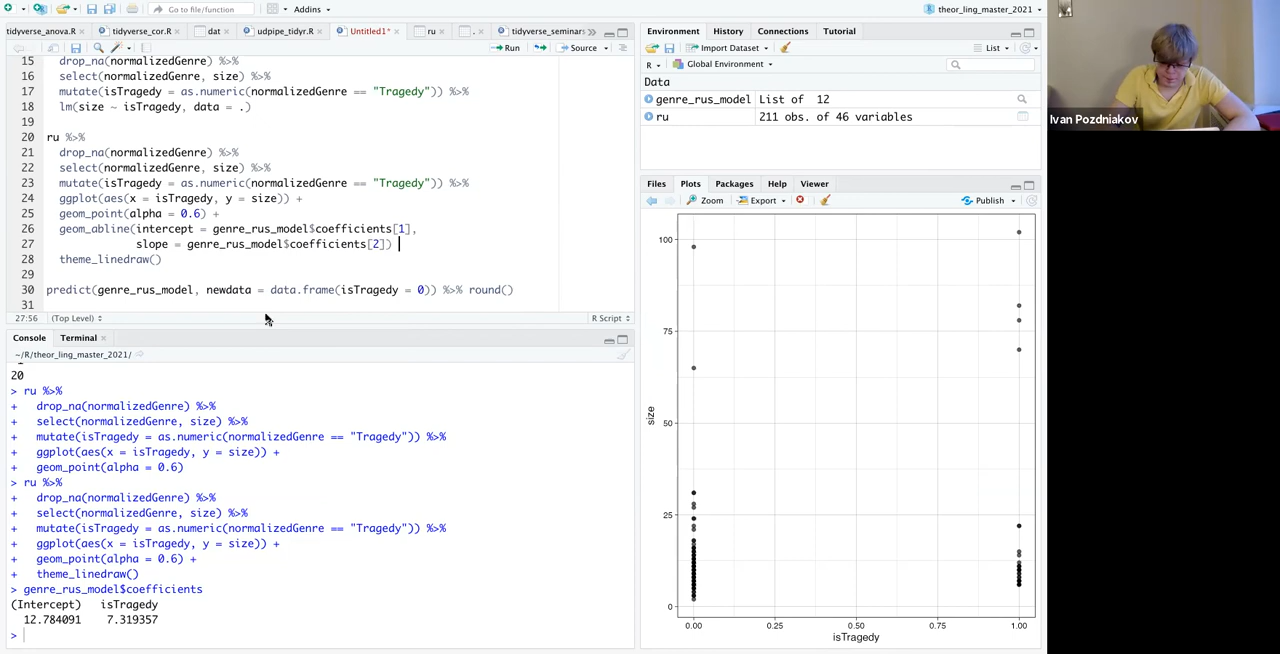 Go to file/function
Addins
theor_ling_master_2021
tidyverse_anova.R
tidyverse_cor.R
dat
udpipe_tidyr.R
Untitled1*
ru
.
tidyverse_seminars
Run
Source
15 drop_na(normalizedGenre) %>%
16 select(normalizedGenre, size) %>%
17 mutate(isTragedy = as.numeric(normalizedGenre == "Tragedy")) %>%
18 lm(size ~ isTragedy, data = .)
19
20 ru %>%
21 drop_na(normalizedGenre) %>%
22 select(normalizedGenre, size) %>%
23 mutate(isTragedy = as.numeric(normalizedGenre == "Tragedy")) %>%
24 ggplot(aes(x = isTragedy, y = size)) +
25 geom_point(alpha = 0.6) +
26 geom_abline(intercept = genre_rus_model$coefficients[1],
27 slope = genre_rus_model$coefficients[2])
28 theme_linedraw()
29
30 predict(genre_rus_model, newdata = data.frame(isTragedy = 0)) %>% round()
31
27:56 (Top Level) R Script
Console Terminal
~/R/theor_ling_master_2021/
20
> ru %>%
+ drop_na(normalizedGenre) %>%
+ select(normalizedGenre, size) %>%
+ mutate(isTragedy = as.numeric(normalizedGenre == "Tragedy")) %>%
+ ggplot(aes(x = isTragedy, y = size)) +
+ geom_point(alpha = 0.6)
> ru %>%
+ drop_na(normalizedGenre) %>%
+ select(normalizedGenre, size) %>%
+ mutate(isTragedy = as.numeric(normalizedGenre == "Tragedy")) %>%
+ ggplot(aes(x = isTragedy, y = size)) +
+ geom_point(alpha = 0.6) +
+ theme_linedraw()
> genre_rus_model$coefficients
(Intercept) isTragedy
12.784091 7.319357
>
Environment History Connections Tutorial
Import Dataset List
R Global Environment
Data
genre_rus_model List of 12
ru 211 obs. of 46 variables
Files Plots Packages Help Viewer
Zoom Export Publish
100
75
50
25
0
size
0.00 0.25 0.50 0.75 1.00
isTragedy
Ivan Pozdniakov